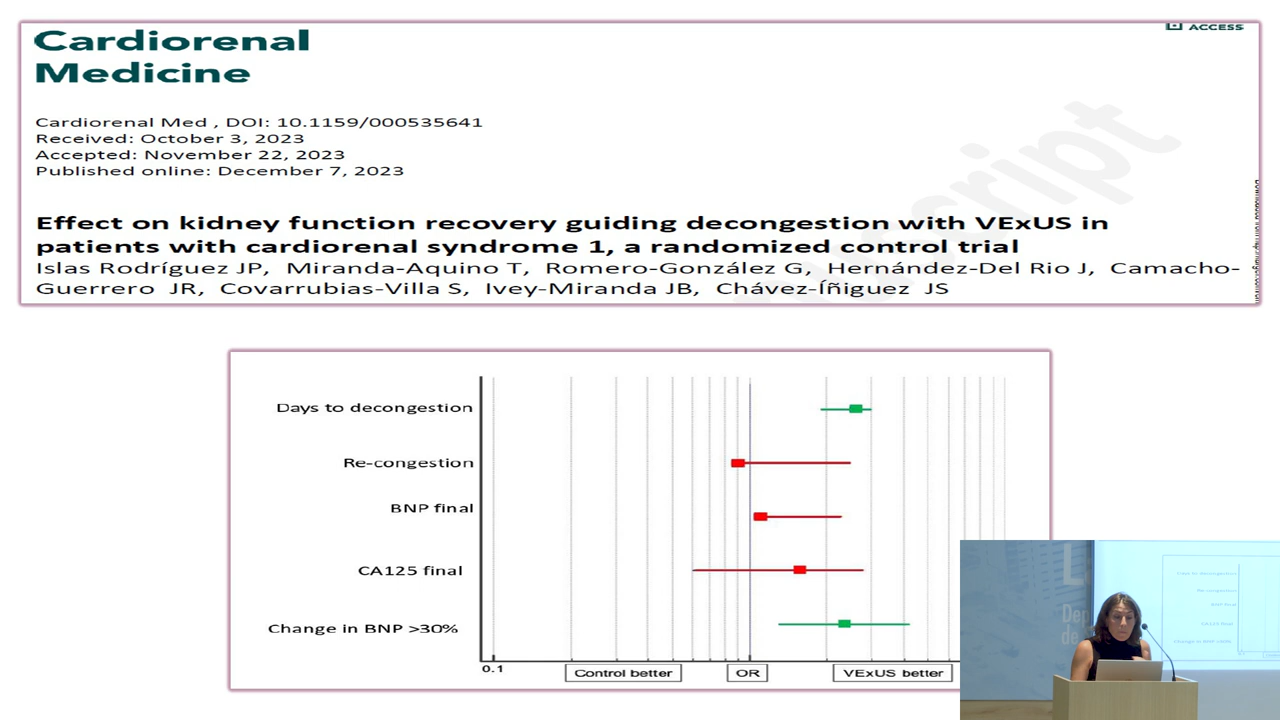 ACCESS
Cardiorenal
Medicine
Cardiorenal Med , DOI: 10.1159/000535641
Received: October 3, 2023
Accepted: November 22, 2023
Published online: December 7, 2023
Effect on kidney function recovery guiding decongestion with VExUS in
patients with cardiorenal syndrome 1, a randomized control trial
Islas Rodríguez JP, Miranda-Aquino T, Romero-González G, Hernández-Del Rio J, Camacho-
Guerrero JR, Covarrubias-Villa S, Ivey-Miranda JB, Chávez-Íñiguez JS
Days to decongestion
Re-congestion
BNP final
CA125 final
Change in BNP >30%
0.1
Control better
OR
VExUS better
L
Dep
de